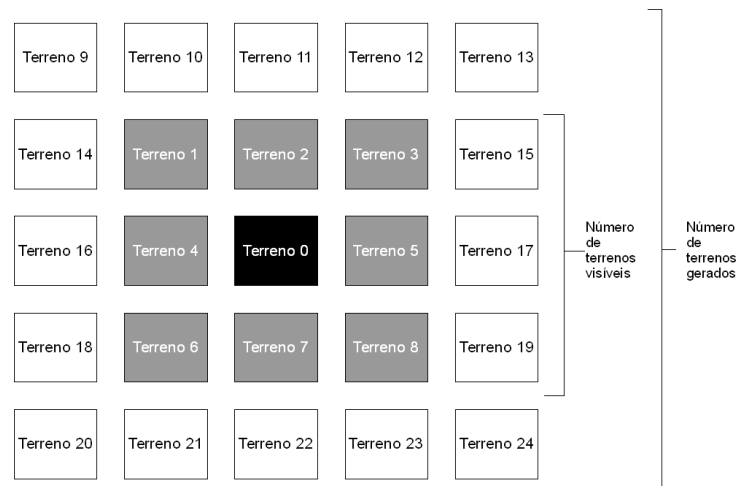 Terreno 9
Terreno 10
Terreno 11
Terreno 12
Terreno 13
Terreno 14
Terreno 1
Terreno 2
Terreno 3
Terreno 15
Terreno 16
Terreno 4
Terreno 0
Terreno 5
Terreno 17
Terreno 18
Terreno 6
Terreno 7
Terreno 8
Terreno 19
Terreno 20
Terreno 21
Terreno 22
Terreno 23
Terreno 24
Número
de
terrenos
visíveis
Número
de
terrenos
gerados